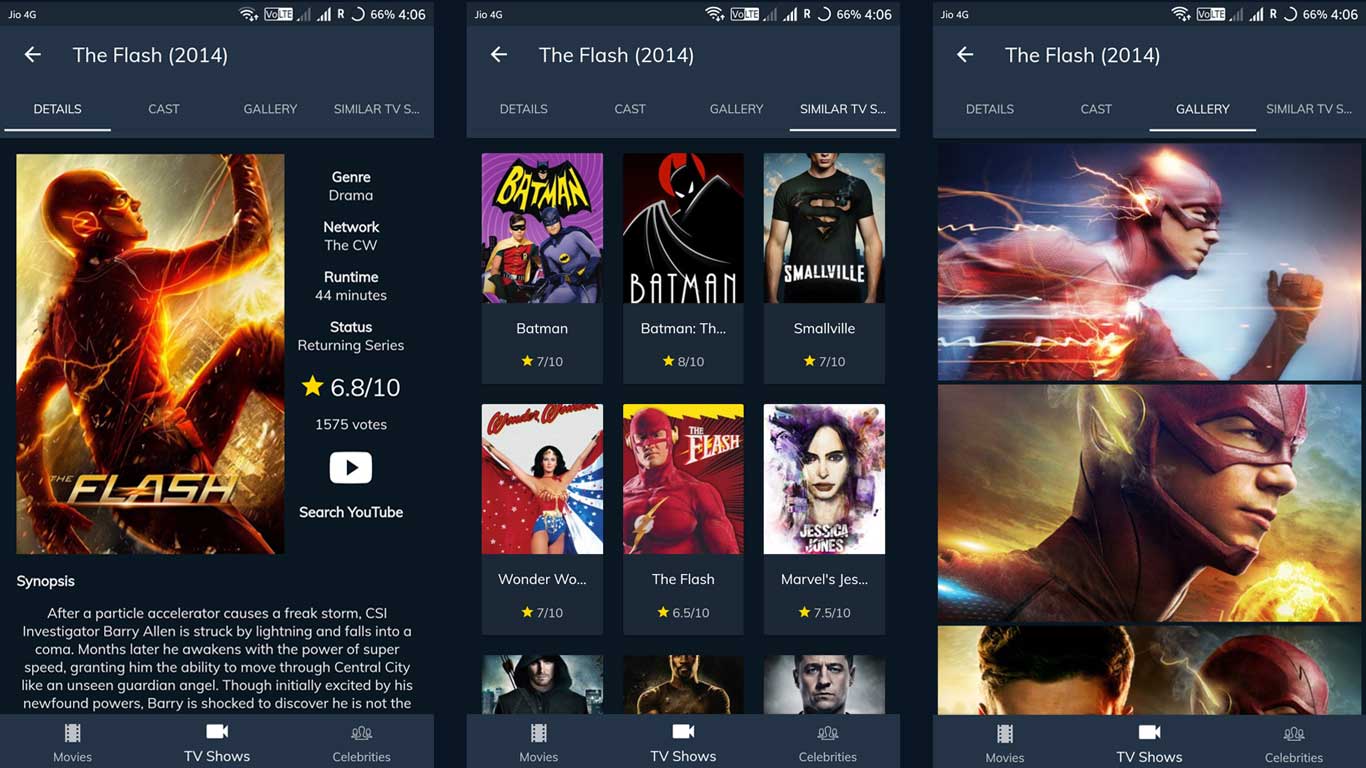 Jio 4G VoLTE R 66% 4:06
The Flash (2014)
DETAILS CAST GALLERY SIMILAR TV S...
Genre
Drama
Network
The CW
Runtime
44 minutes
Status
Returning Series
6.8/10
1575 votes
Search YouTube
THE FLASH
Synopsis
After a particle accelerator causes a freak storm, CSI
Investigator Barry Allen is struck by lightning and falls into a
coma. Months later he awakens with the power of super
speed, granting him the ability to move through Central City
like an unseen guardian angel. Though initially excited by his
newfound powers, Barry is shocked to discover he is not the
Movies TV Shows Celebrities
Jio 4G VoLTE R 66% 4:06
The Flash (2014)
DETAILS CAST GALLERY SIMILAR TV S...
BATMAN
BATMAN
SMALLVILLE
Batman Batman: Th... Smallville
7/10 8/10 7/10
Wonder Woman
THE FLASH
JESSICA JONES
Wonder Wo... The Flash Marvel's Jes...
7/10 6.5/10 7.5/10
Movies TV Shows Celebrities
Jio 4G VoLTE R 66% 4:06
The Flash (2014)
DETAILS CAST GALLERY SIMILAR TV S...
Movies TV Shows Celebrities